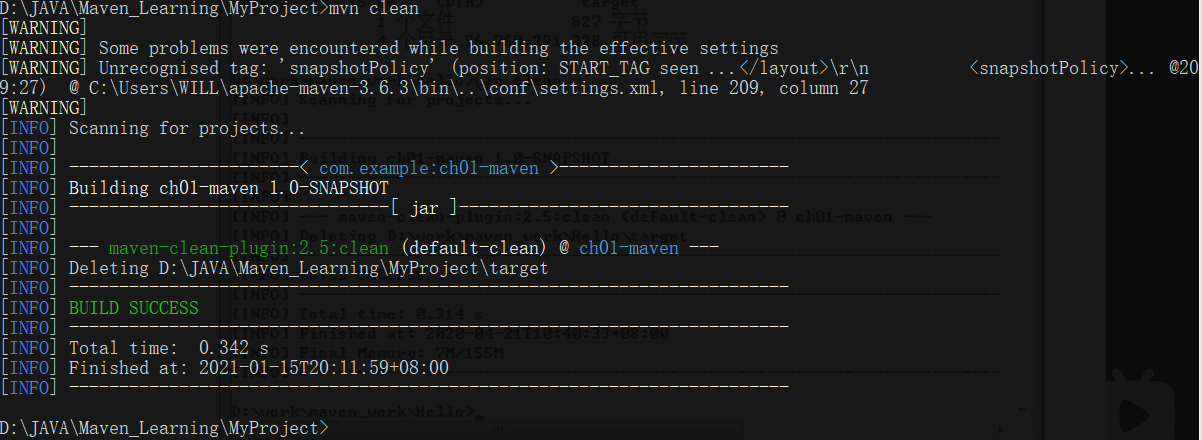 D:\JAVA\Maven_Learning\MyProject>mvn clean
[WARNING]
[WARNING] Some problems were encountered while building the effective settings
[WARNING] Unrecognised tag: 'snapshotPolicy' (position: START_TAG seen ...</layout>\r\n          <snapshotPolicy>... @20
9:27)  @ C:\Users\WILL\apache-maven-3.6.3\bin\..\conf\settings.xml, line 209, column 27
[WARNING]
[INFO] Scanning for projects...
[INFO]
[INFO] -----------------------< com.example:ch01-maven >-----------------------
[INFO] Building ch01-maven 1.0-SNAPSHOT
[INFO] --------------------------------[ jar ]---------------------------------
[INFO]
[INFO] --- maven-clean-plugin:2.5:clean (default-clean) @ ch01-maven ---
[INFO] Deleting D:\JAVA\Maven_Learning\MyProject\target
[INFO] ------------------------------------------------------------------------
[INFO] BUILD SUCCESS
[INFO] ------------------------------------------------------------------------
[INFO] Total time:  0.342 s
[INFO] Finished at: 2021-01-15T20:11:59+08:00
[INFO] ------------------------------------------------------------------------
D:\JAVA\Maven_Learning\MyProject>